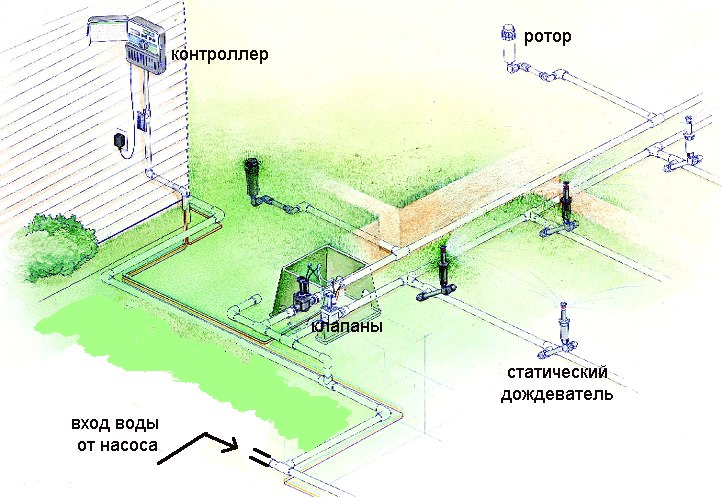 контроллер
ротор
клапаны
статический
дождеватель
вход воды
от насоса